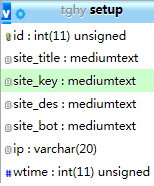 v tghy setup
id : int(11) unsigned
site_title : mediumtext
site_key : mediumtext
site_des : mediumtext
site_bot : mediumtext
ip : varchar(20)
# wtime : int(11) unsigned